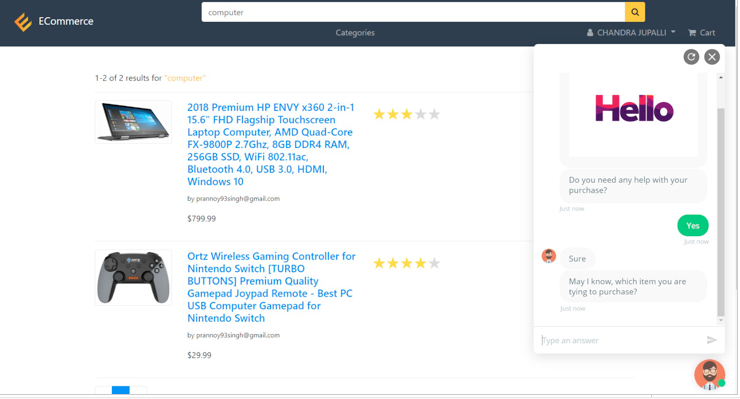 ECommerce
computer
Categories
CHANDRA JUPALLI
Cart
1-2 of 2 results for "computer"
2018 Premium HP ENVY x360 2-in-1
15.6" FHD Flagship Touchscreen
Laptop Computer, AMD Quad-Core
FX-9800P 2.7Ghz, 8GB DDR4 RAM,
256GB SSD, WiFi 802.11ac,
Bluetooth 4.0, USB 3.0, HDMI,
Windows 10
by prannoy93singh@gmail.com
$799.99
Ortz Wireless Gaming Controller for
Nintendo Switch [TURBO
BUTTONS] Premium Quality
Gamepad Joypad Remote - Best PC
USB Computer Gamepad for
Nintendo Switch
by prannoy93singh@gmail.com
$29.99
Hello
Do you need any help with your
purchase?
Just now
Yes
Just now
Sure
May I know, which item you are
tying to purchase?
Just now
Type an answer